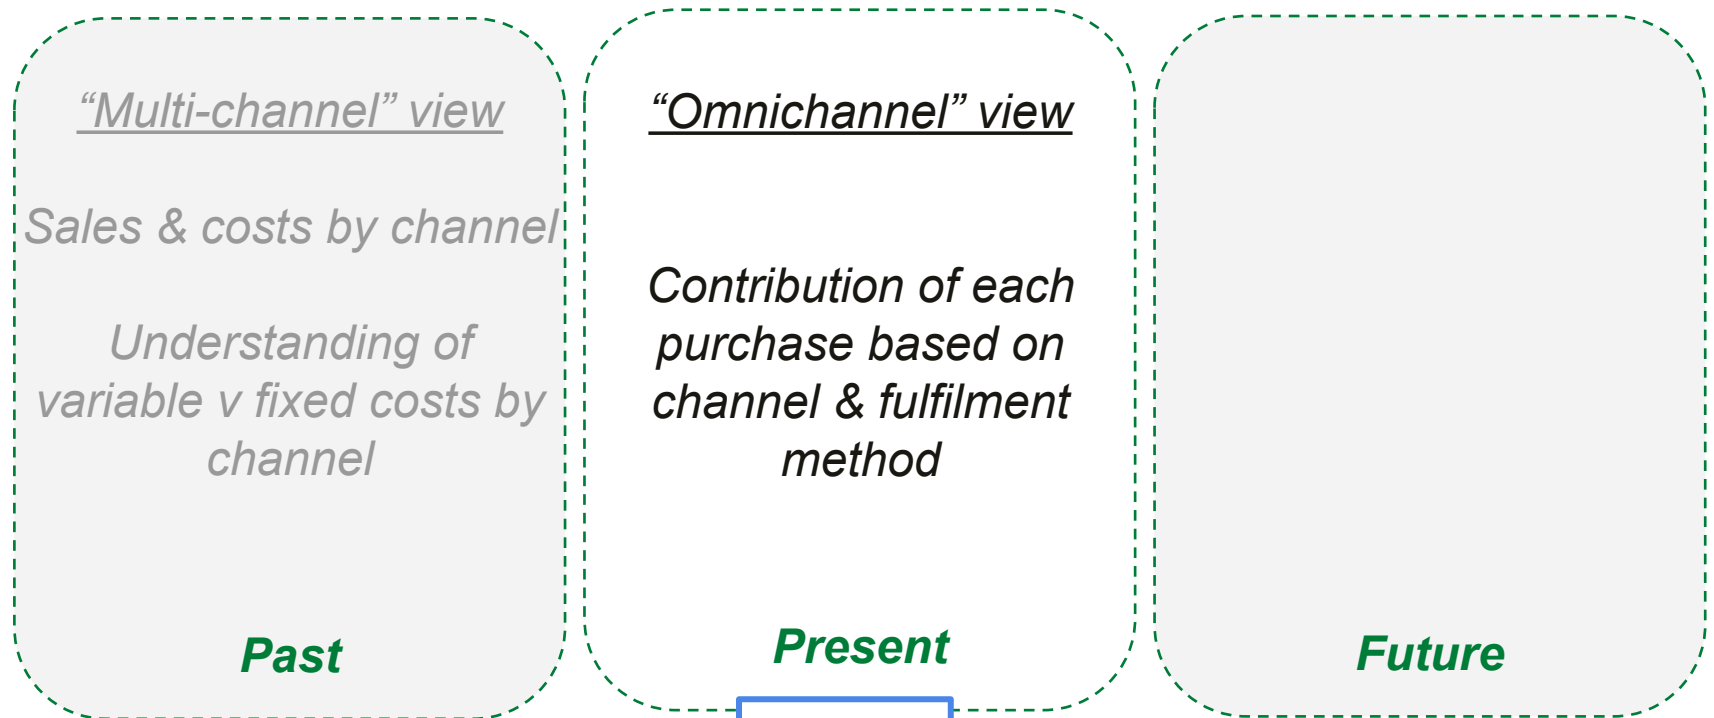 “Multi-channel” view
Sales & costs by channel
Understanding of
variable v fixed costs by
channel
Past
“Omnichannel” view
Contribution of each
purchase based on
channel & fulfilment
method
Present
Future